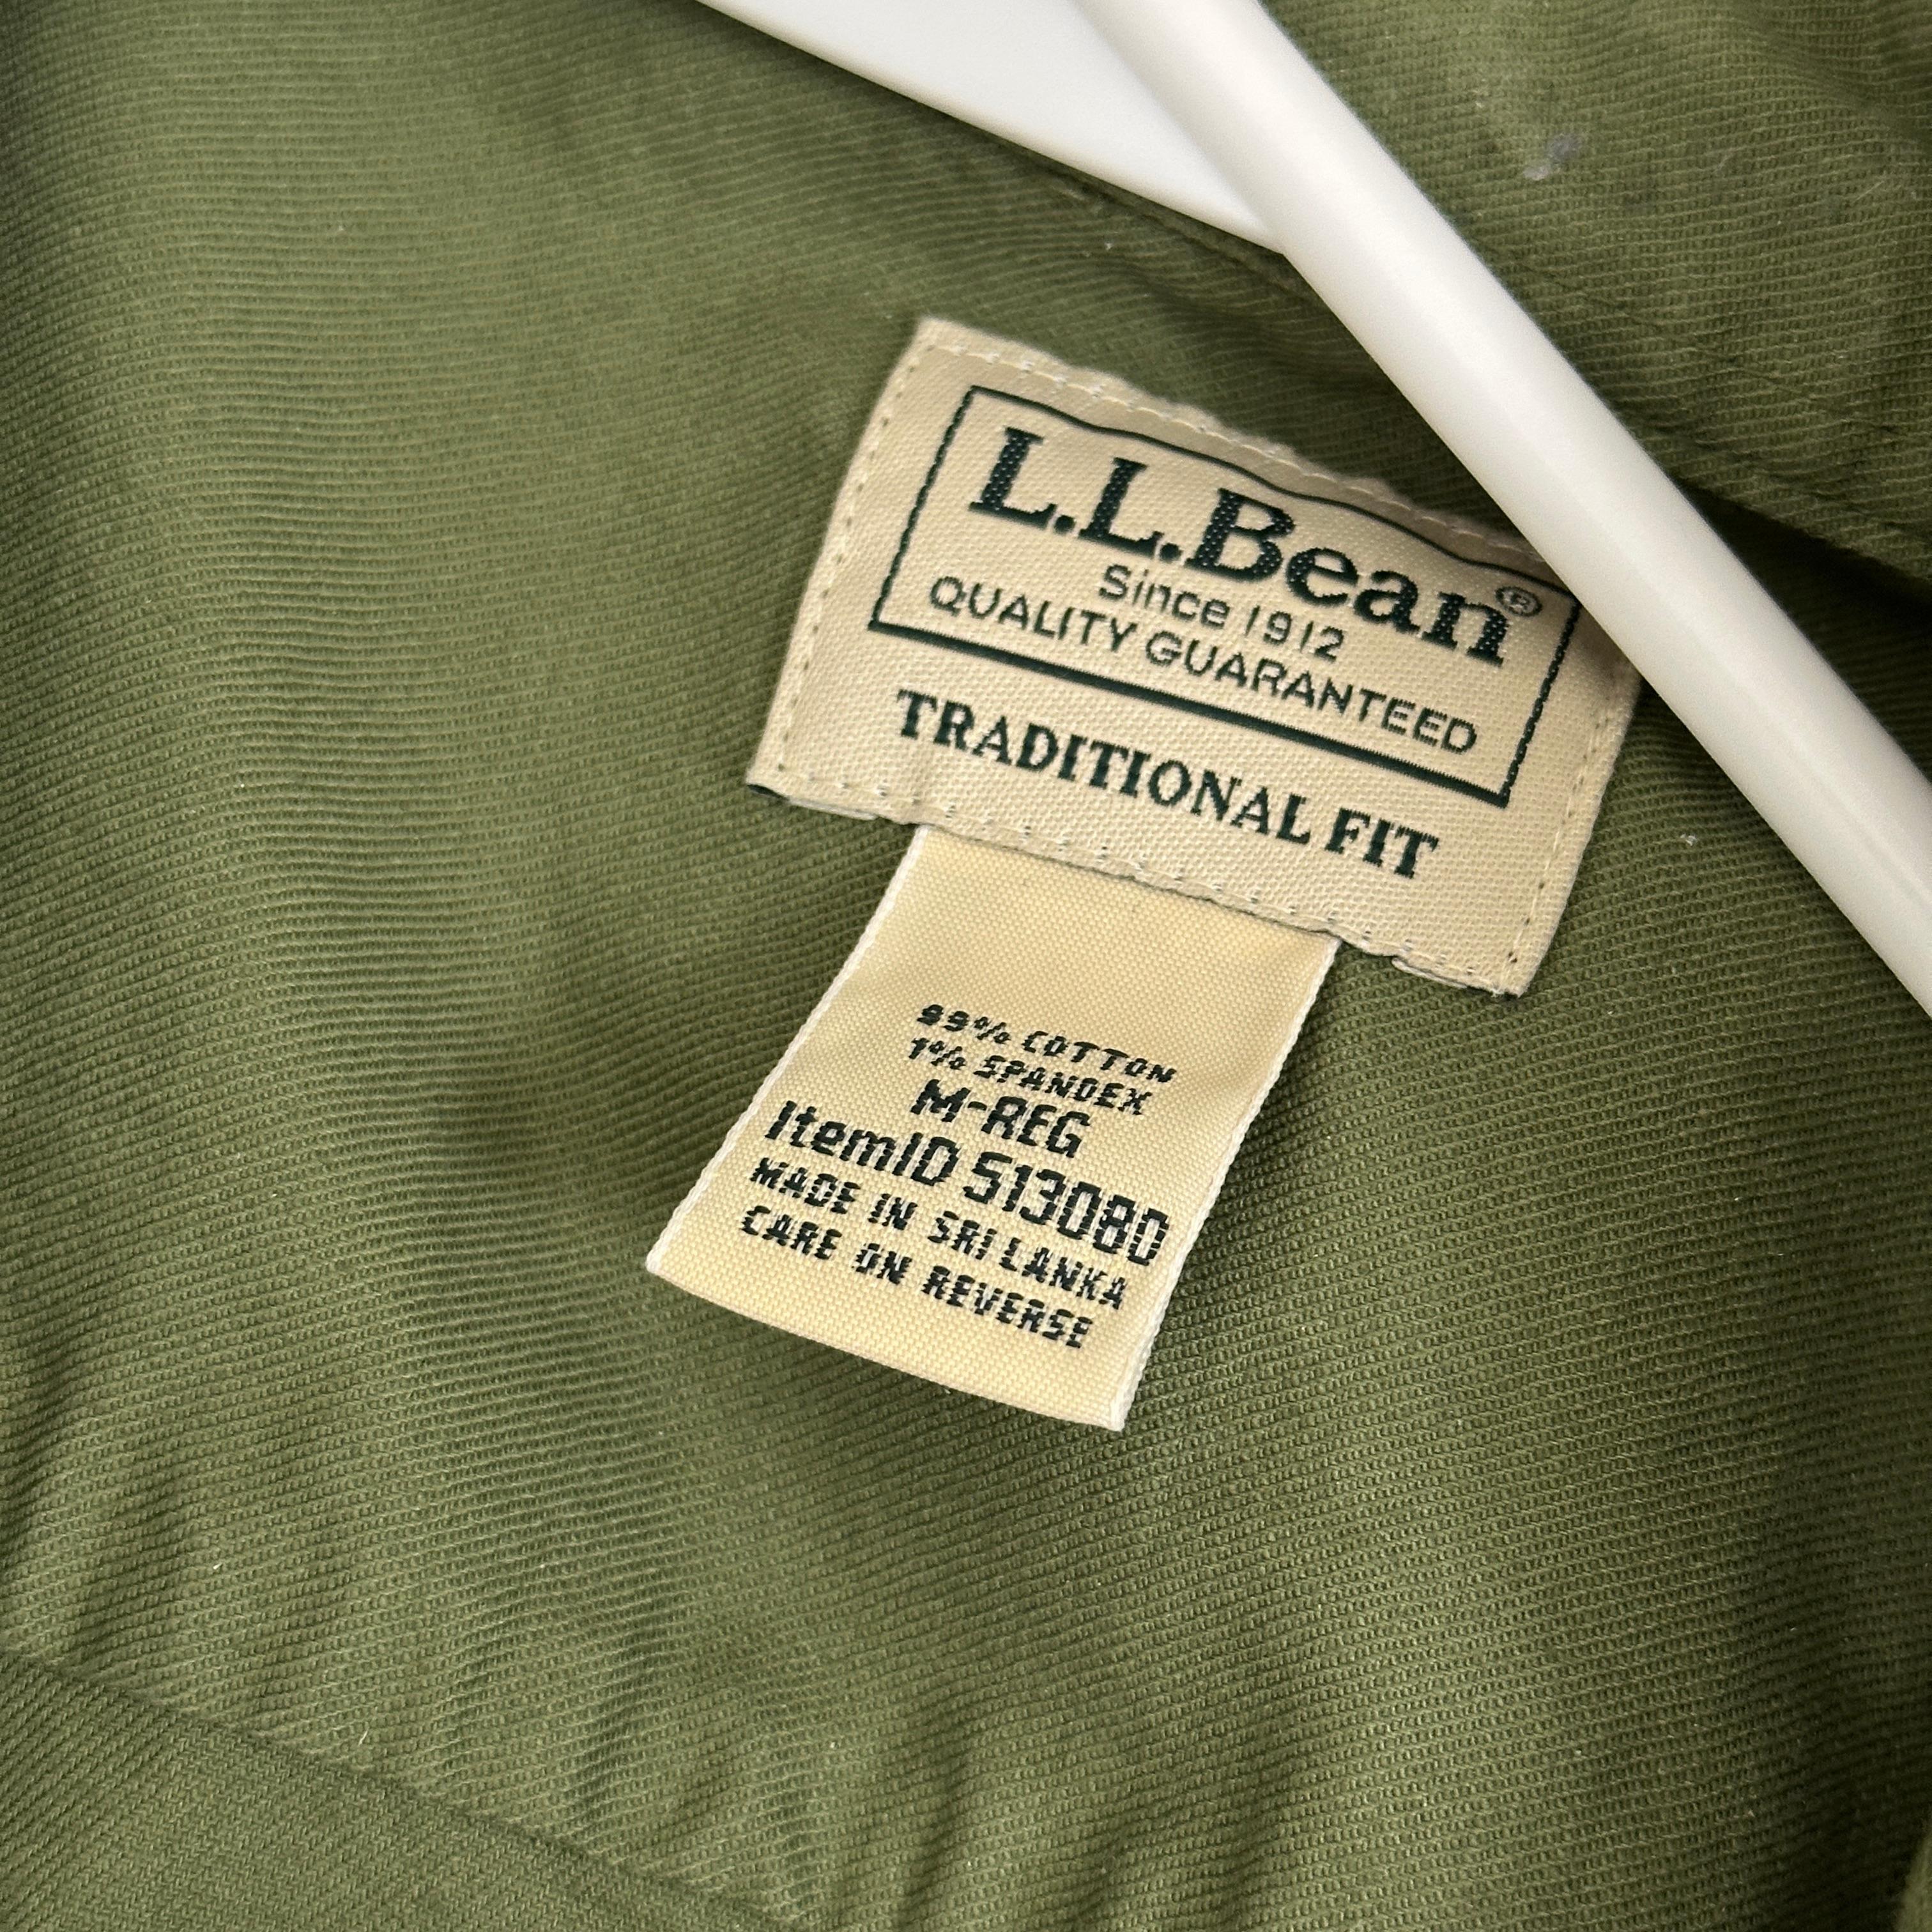 L.L.Bean®
Since 1912
QUALITY GUARANTEED
TRADITIONAL FIT
99% COTTON
1% SPANDEX
M-REG
ItemID 513080
MADE IN SRI LANKA
CARE ON REVERSE